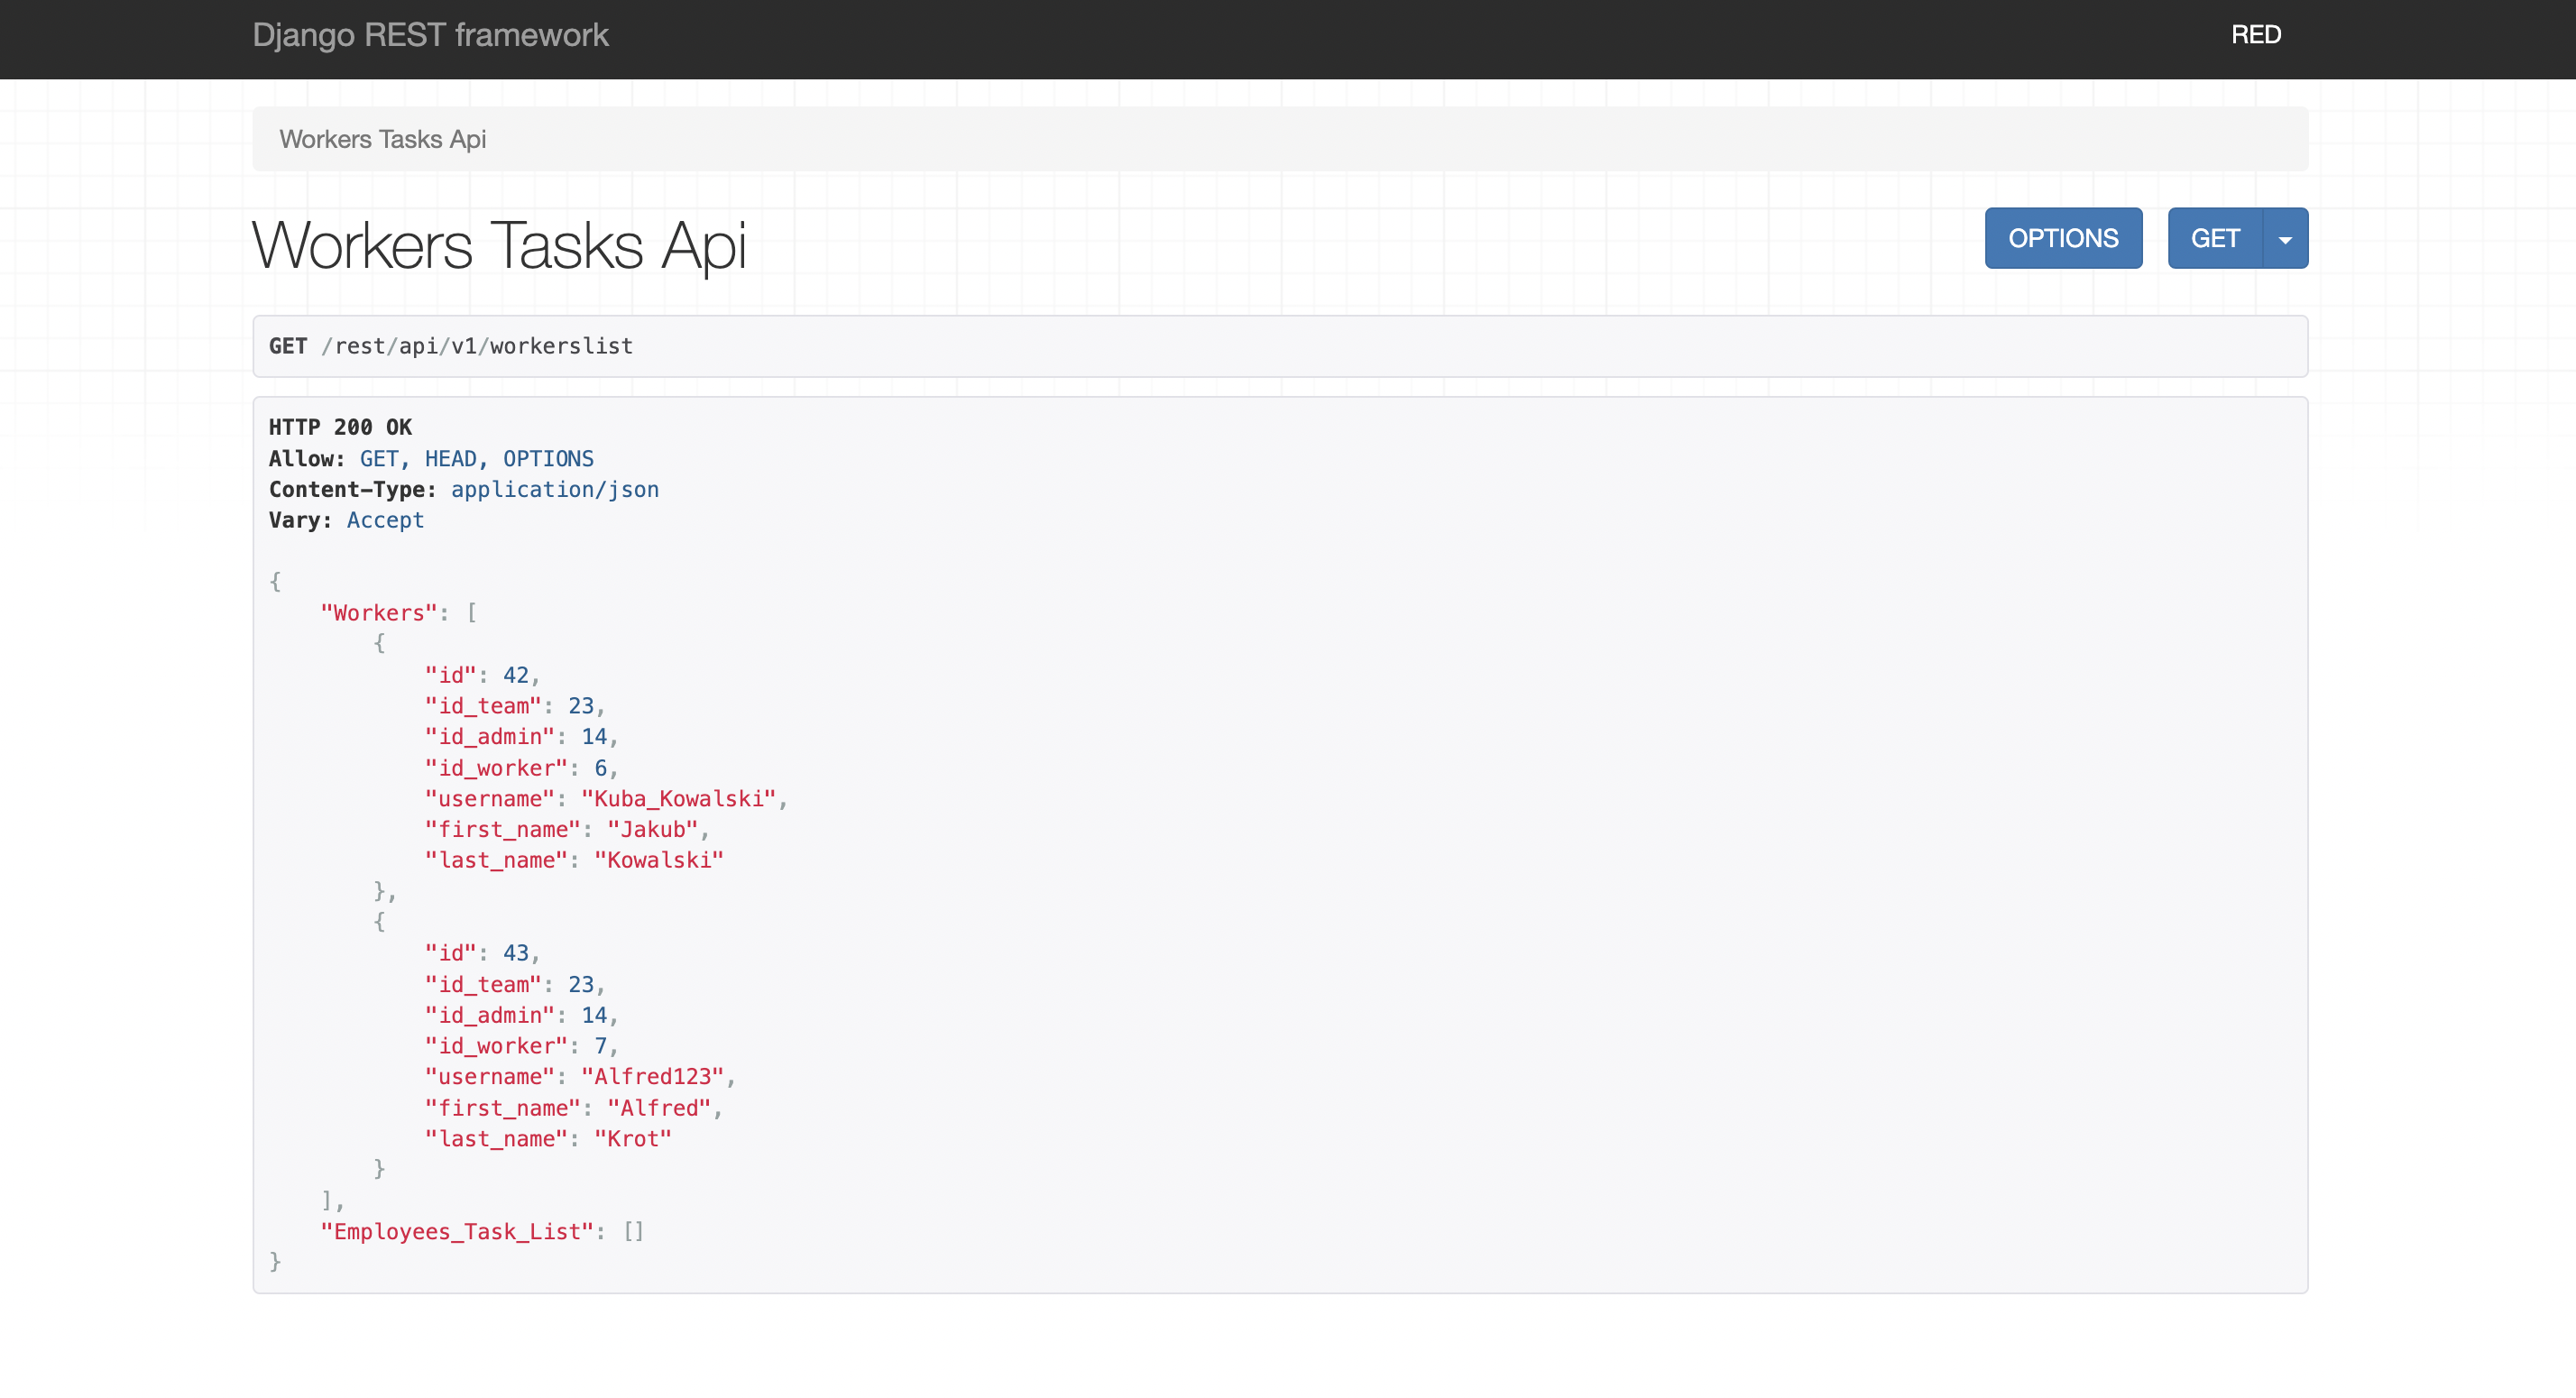 Django REST framework
RED
Workers Tasks Api
Workers Tasks Api
OPTIONS
GET
GET /rest/api/v1/workerslist
HTTP 200 OK
Allow: GET, HEAD, OPTIONS
Content-Type: application/json
Vary: Accept
{
    "Workers": [
        {
            "id": 42,
            "id_team": 23,
            "id_admin": 14,
            "id_worker": 6,
            "username": "Kuba_Kowalski",
            "first_name": "Jakub",
            "last_name": "Kowalski"
        },
        {
            "id": 43,
            "id_team": 23,
            "id_admin": 14,
            "id_worker": 7,
            "username": "Alfred123",
            "first_name": "Alfred",
            "last_name": "Krot"
        }
    ],
    "Employees_Task_List": []
}